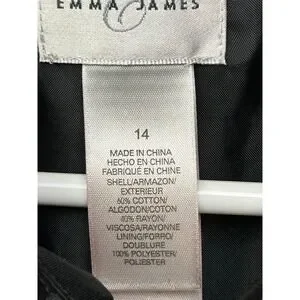 EMMA JAMES
14
MADE IN CHINA
HECHO EN CHINA
FABRIQUÉ EN CHINE
SHELL/ARMAZON/
EXTERIEUR
60% COTTON/
ALGODON/COTON
40% RAYON/
VISCOSA/RAYONNE
LINING/FORRO/
DOUBLURE
100% POLYESTER/
POLIESTER